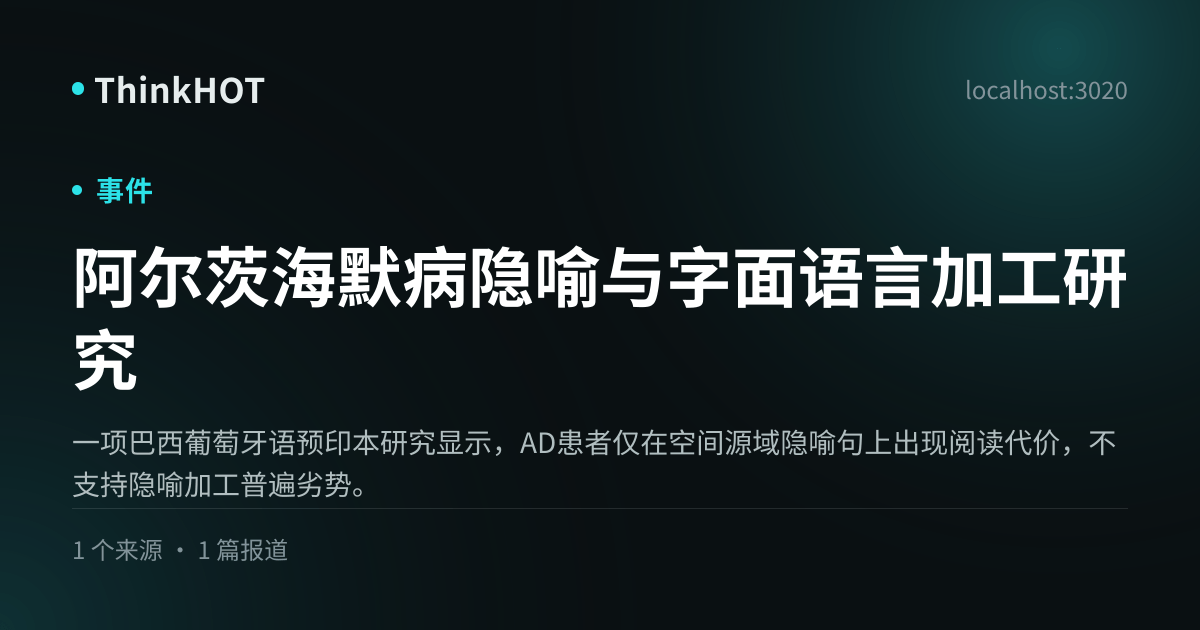 ThinkHOT
localhost:3020
事件
阿尔茨海默病隐喻与字面语言加工研
究
一项巴西葡萄牙语预印本研究显示，AD患者仅在空间源域隐喻句上出现阅读代价，不
支持隐喻加工普遍劣势。
1 个来源 · 1 篇报道